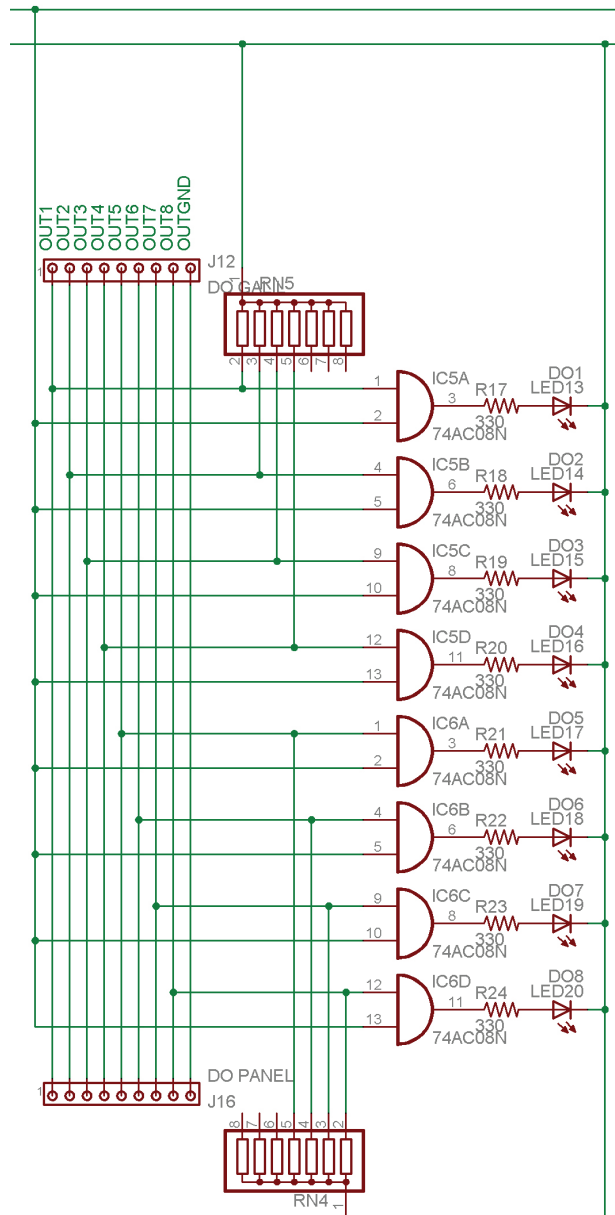 OUT1
OUT2
OUT3
OUT4
OUT5
OUT6
OUT7
OUT8
OUTGND
1
J12
DO GALIL
1
RN5
2 3 4 5 6 7 8
1
2
IC5A
3
74AC08N
R17
330
DO1
LED13
4
5
IC5B
6
74AC08N
R18
330
DO2
LED14
9
10
IC5C
8
74AC08N
R19
330
DO3
LED15
12
13
IC5D
11
74AC08N
R20
330
DO4
LED16
1
2
IC6A
3
74AC08N
R21
330
DO5
LED17
4
5
IC6B
6
74AC08N
R22
330
DO6
LED18
9
10
IC6C
8
74AC08N
R23
330
DO7
LED19
12
13
IC6D
11
74AC08N
R24
330
DO8
LED20
DO PANEL
1
J16
8 7 6 5 4 3 2
RN4
1